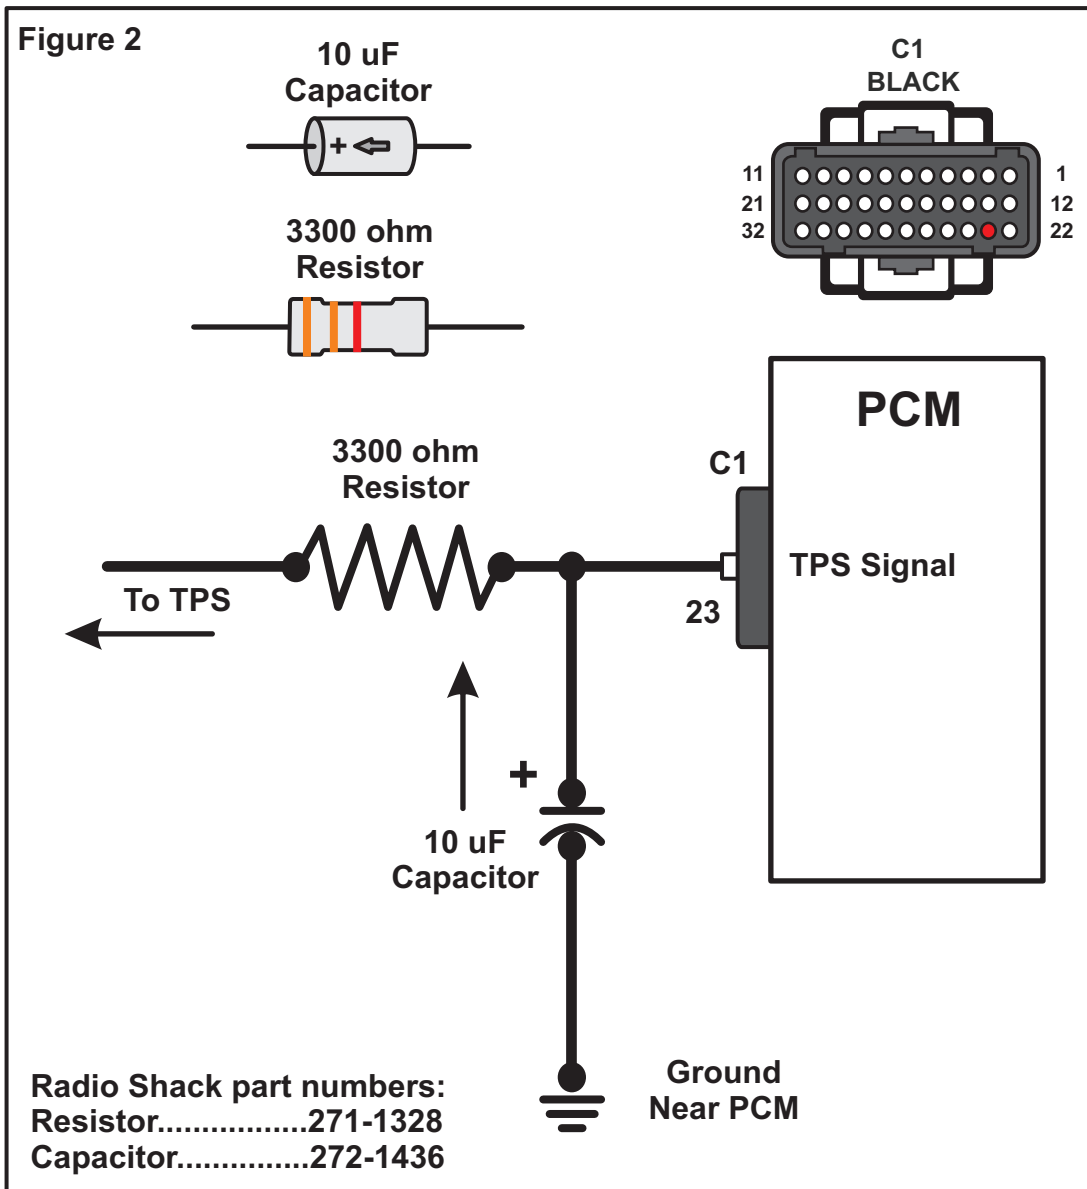 Figure 2
10 uF
Capacitor
+
3300 ohm
Resistor
C1
BLACK
11
1
21
12
32
22
PCM
3300 ohm
Resistor
C1
TPS Signal
To TPS
23
+
10 uF
Capacitor
Ground
Near PCM
Radio Shack part numbers:
Resistor.................271-1328
Capacitor...............272-1436